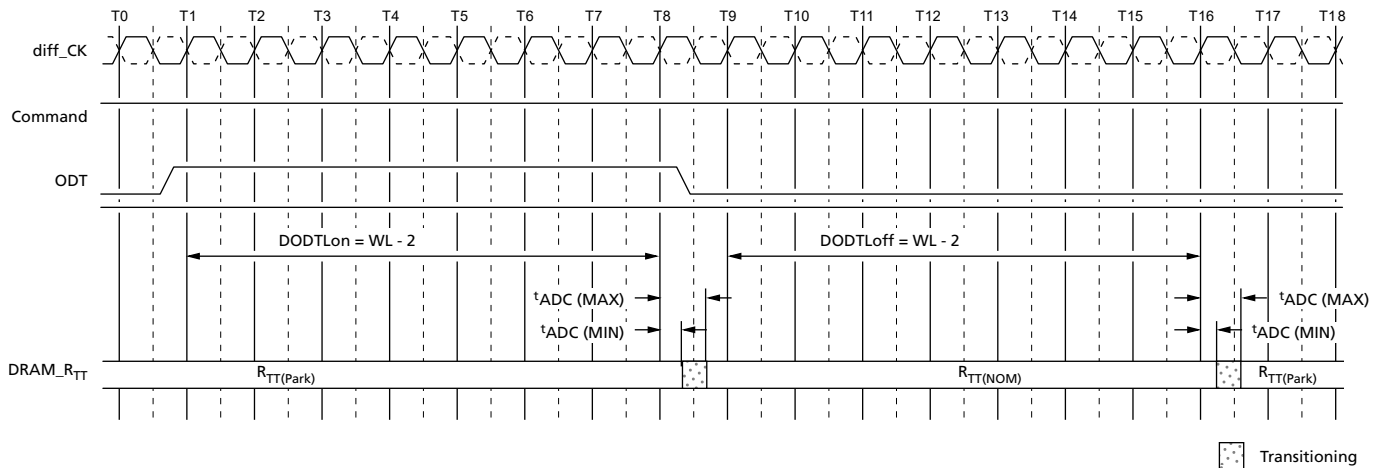 T0 T1 T2 T3 T4 T5 T6 T7 T8 T9 T10 T11 T12 T13 T14 T15 T16 T17 T18
diff_CK
Command
ODT
DODTLon = WL - 2 DODTLoff = WL - 2
tADC (MAX) tADC (MAX)
tADC (MIN) tADC (MIN)
DRAM_RTT RTT(Park) RTT(NOM) RTT(Park)
Transitioning